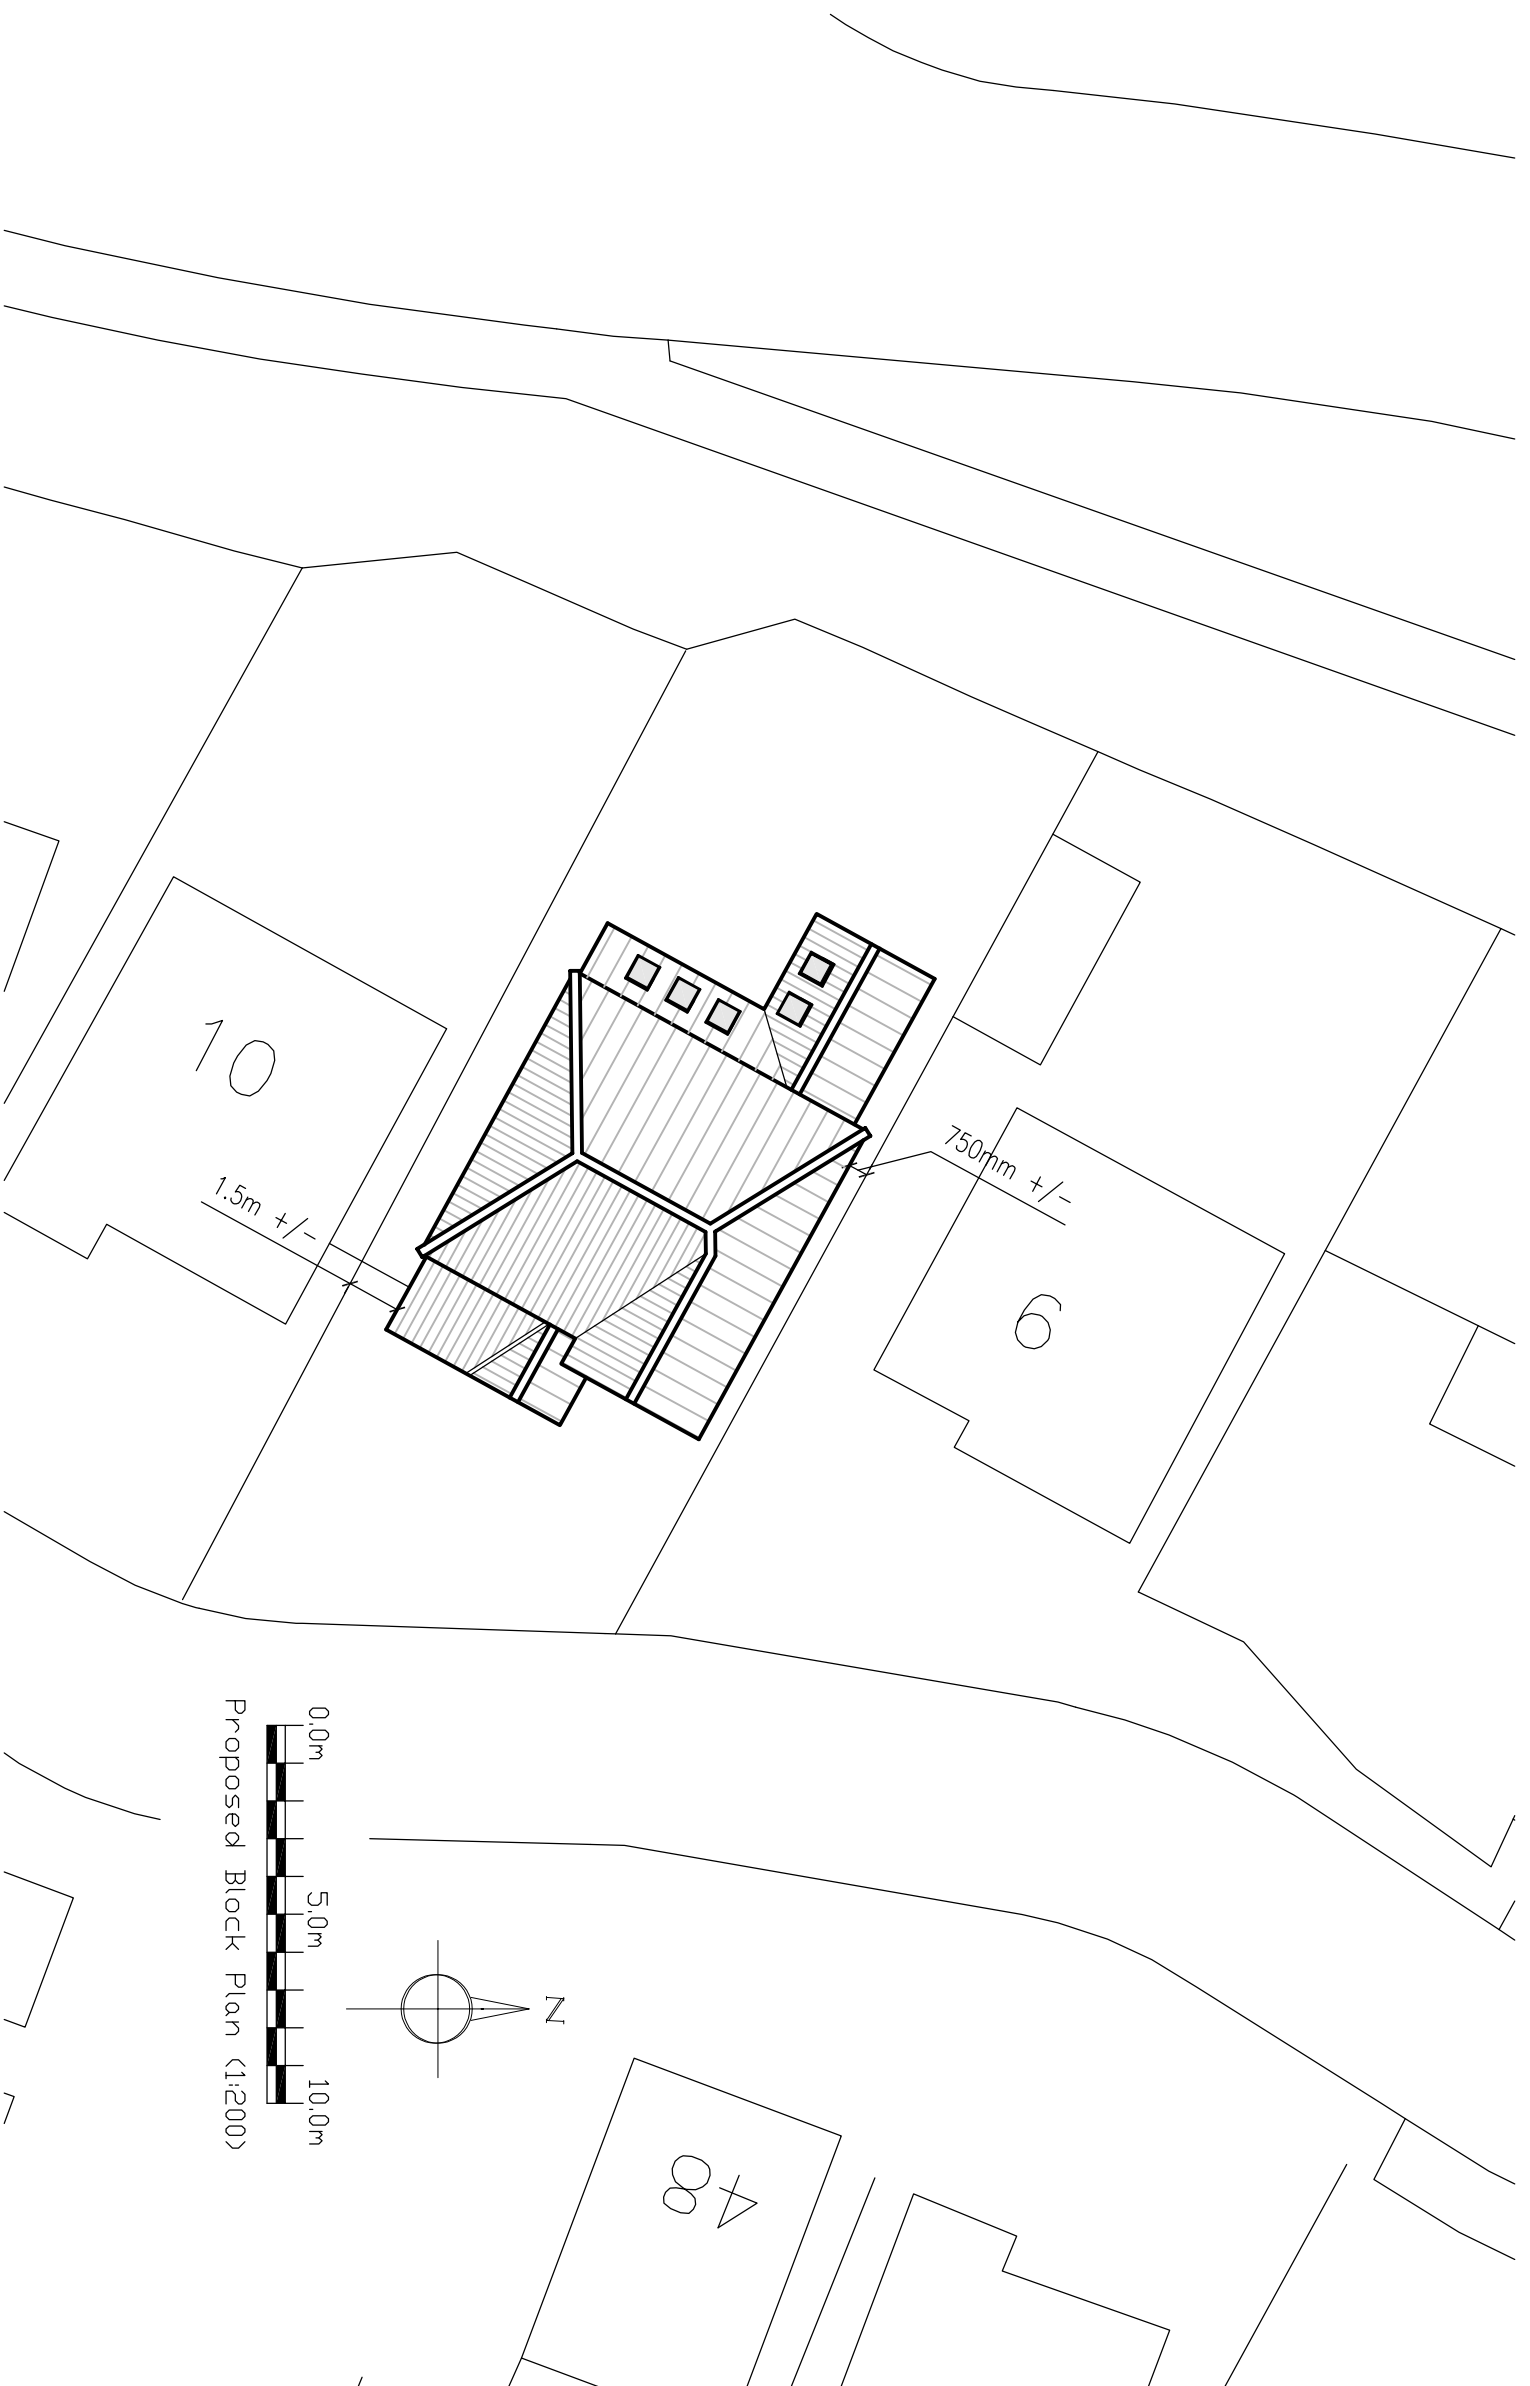 10
750mm +/-
1.5m +/-
6
0.0m
5.0m
10.0m
Proposed Block Plan (1:200)
N
48